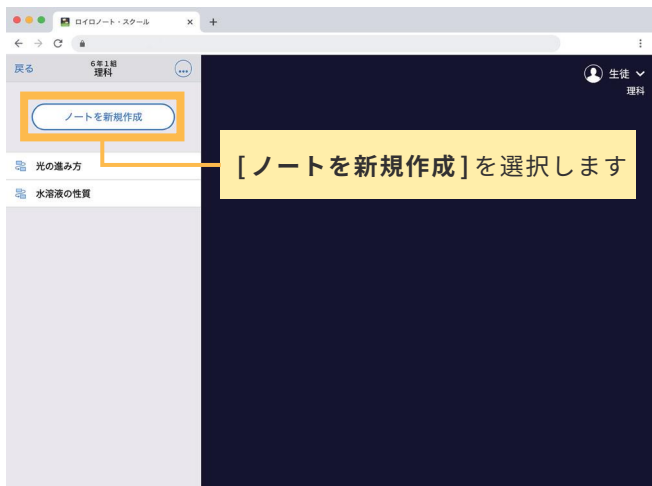 ロイロノート・スクール
戻る
6年1組
理科
生徒
理科
ノートを新規作成
[ノートを新規作成]を選択します
光の進み方
水溶液の性質